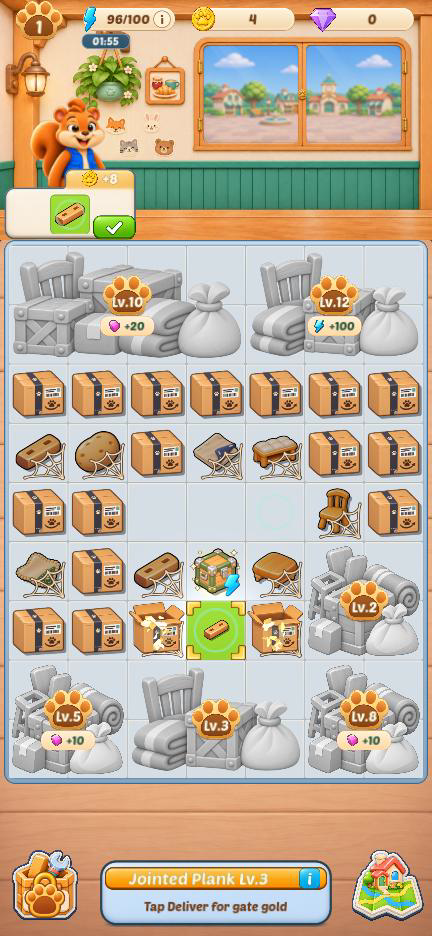 1
96/100
i
4
0
01:55
+8
Lv.10
+20
Lv.12
+100
Lv.2
Lv.5
+10
Lv.3
Lv.8
+10
Jointed Plank Lv.3
i
Tap Deliver for gate gold